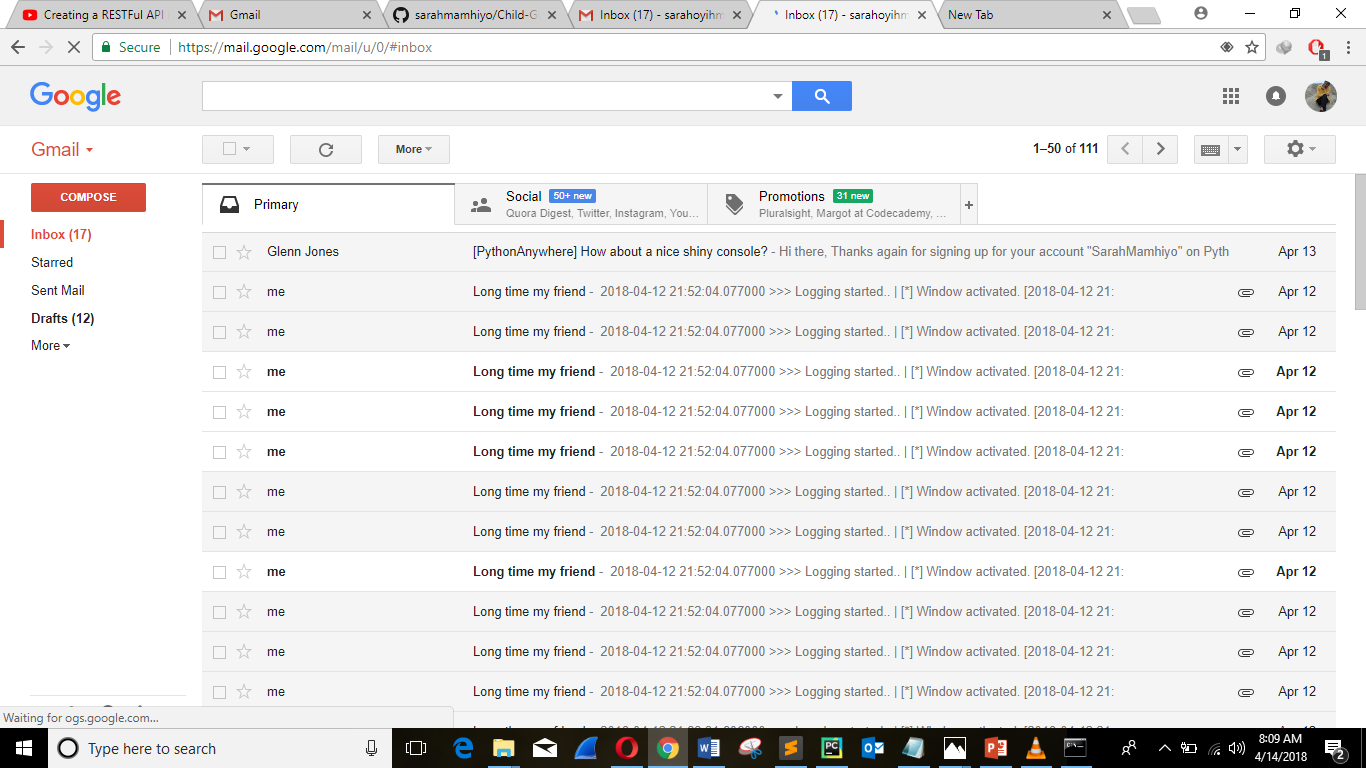 Creating a RESTFul API
Gmail
sarahmamhiyo/Child-G
Inbox (17) - sarahoyihm
Inbox (17) - sarahoyihm
New Tab
Secure
https://mail.google.com/mail/u/0/#inbox
1
Google
Gmail
More
1–50 of 111
COMPOSE
Primary
Social 50+ new
Quora Digest, Twitter, Instagram, You…
Promotions 31 new
Pluralsight, Margot at Codecademy, …
+
Inbox (17)
Starred
Sent Mail
Drafts (12)
More
Glenn Jones [PythonAnywhere] How about a nice shiny console? - Hi there, Thanks again for signing up for your account "SarahMamhiyo" on Pyth Apr 13
me Long time my friend - 2018-04-12 21:52:04.077000 >>> Logging started.. | [*] Window activated. [2018-04-12 21: Apr 12
me Long time my friend - 2018-04-12 21:52:04.077000 >>> Logging started.. | [*] Window activated. [2018-04-12 21: Apr 12
me Long time my friend - 2018-04-12 21:52:04.077000 >>> Logging started.. | [*] Window activated. [2018-04-12 21: Apr 12
me Long time my friend - 2018-04-12 21:52:04.077000 >>> Logging started.. | [*] Window activated. [2018-04-12 21: Apr 12
me Long time my friend - 2018-04-12 21:52:04.077000 >>> Logging started.. | [*] Window activated. [2018-04-12 21: Apr 12
me Long time my friend - 2018-04-12 21:52:04.077000 >>> Logging started.. | [*] Window activated. [2018-04-12 21: Apr 12
me Long time my friend - 2018-04-12 21:52:04.077000 >>> Logging started.. | [*] Window activated. [2018-04-12 21: Apr 12
me Long time my friend - 2018-04-12 21:52:04.077000 >>> Logging started.. | [*] Window activated. [2018-04-12 21: Apr 12
me Long time my friend - 2018-04-12 21:52:04.077000 >>> Logging started.. | [*] Window activated. [2018-04-12 21: Apr 12
me Long time my friend - 2018-04-12 21:52:04.077000 >>> Logging started.. | [*] Window activated. [2018-04-12 21: Apr 12
me Long time my friend - 2018-04-12 21:52:04.077000 >>> Logging started.. | [*] Window activated. [2018-04-12 21: Apr 12
Waiting for ogs.google.com...
Type here to search
8:09 AM
4/14/2018
2